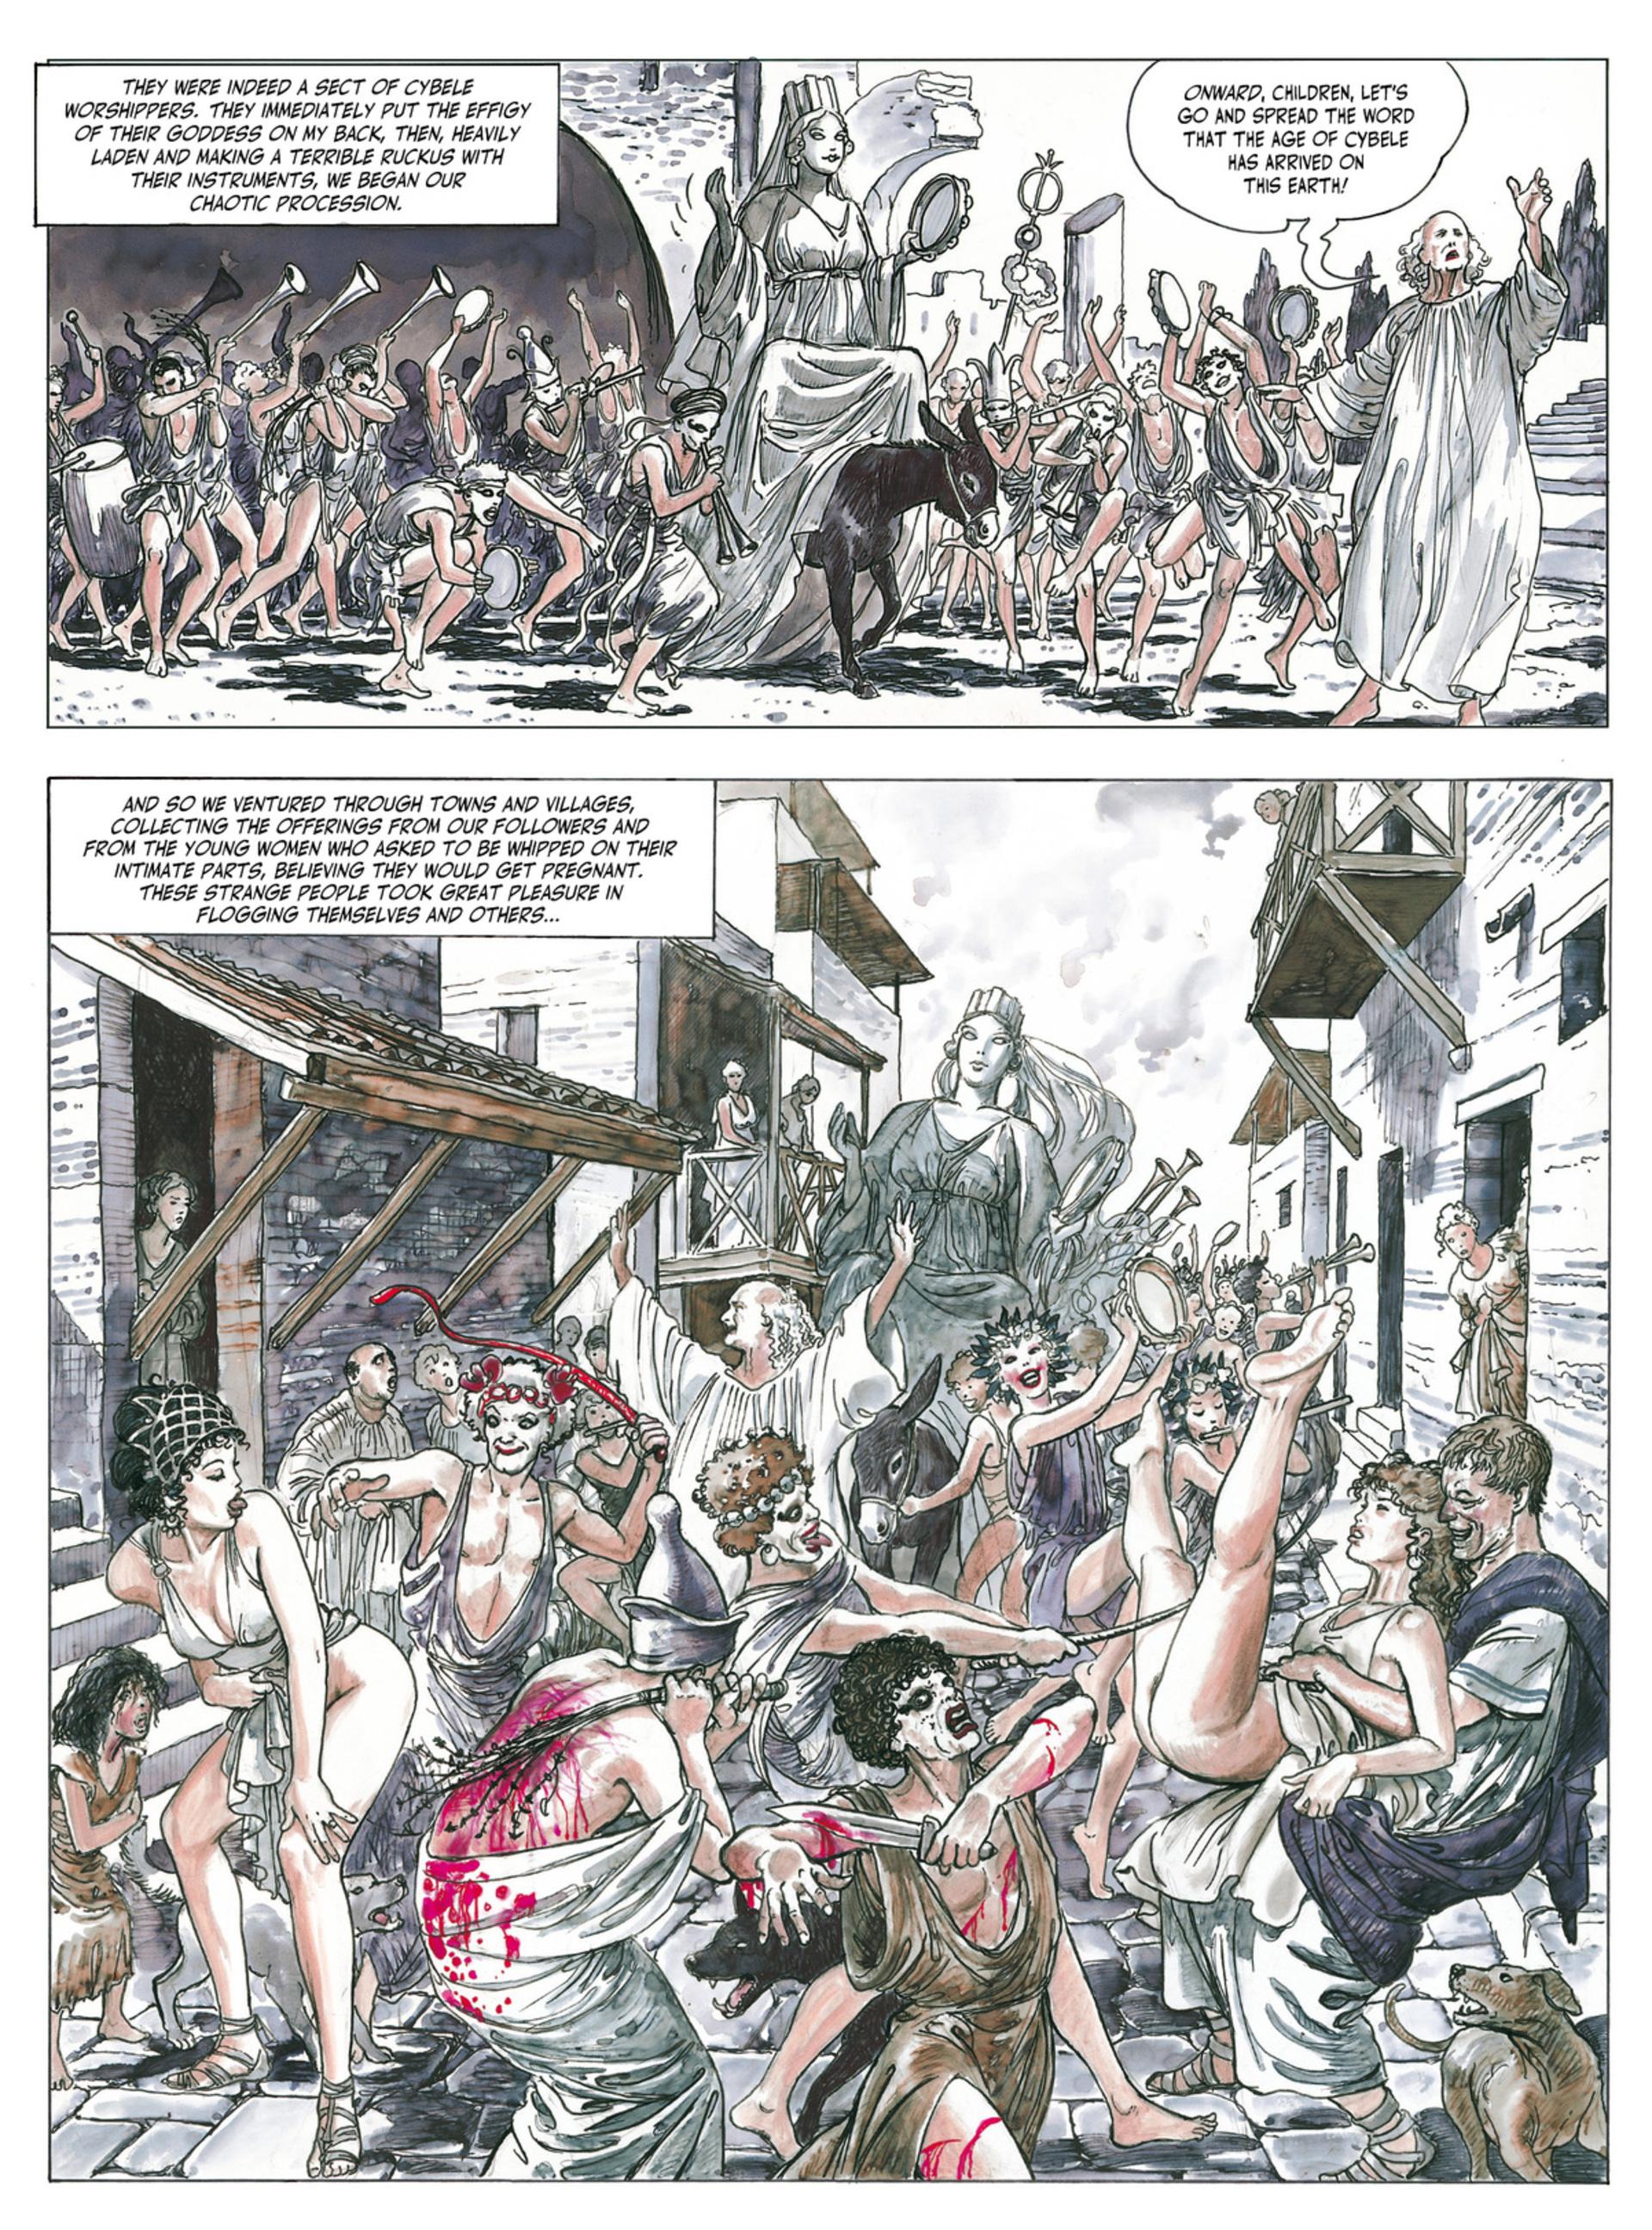 THEY WERE INDEED A SECT OF CYBELE
WORSHIPPERS. THEY IMMEDIATELY PUT THE EFFIGY
OF THEIR GODDESS ON MY BACK, THEN, HEAVILY
LADEN AND MAKING A TERRIBLE RUCKUS WITH
THEIR INSTRUMENTS, WE BEGAN OUR
CHAOTIC PROCESSION.
ONWARD, CHILDREN, LET'S
GO AND SPREAD THE WORD
THAT THE AGE OF CYBELE
HAS ARRIVED ON
THIS EARTH!
AND SO WE VENTURED THROUGH TOWNS AND VILLAGES,
COLLECTING THE OFFERINGS FROM OUR FOLLOWERS AND
FROM THE YOUNG WOMEN WHO ASKED TO BE WHIPPED ON THEIR
INTIMATE PARTS, BELIEVING THEY WOULD GET PREGNANT.
THESE STRANGE PEOPLE TOOK GREAT PLEASURE IN
FLOGGING THEMSELVES AND OTHERS...